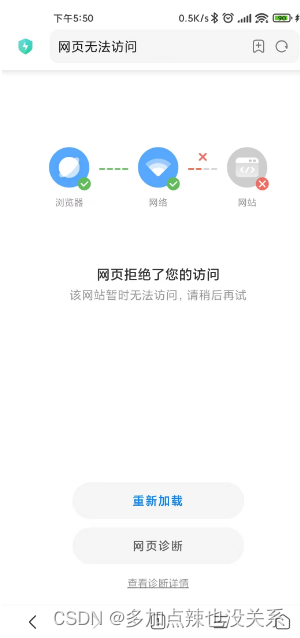 下午5:50
0.5K/s
网页无法访问
浏览器
网络
网站
网页拒绝了您的访问
该网站暂时无法访问，请稍后再试
重新加载
网页诊断
查看诊断详情
CSDN @多加点辣也没关系